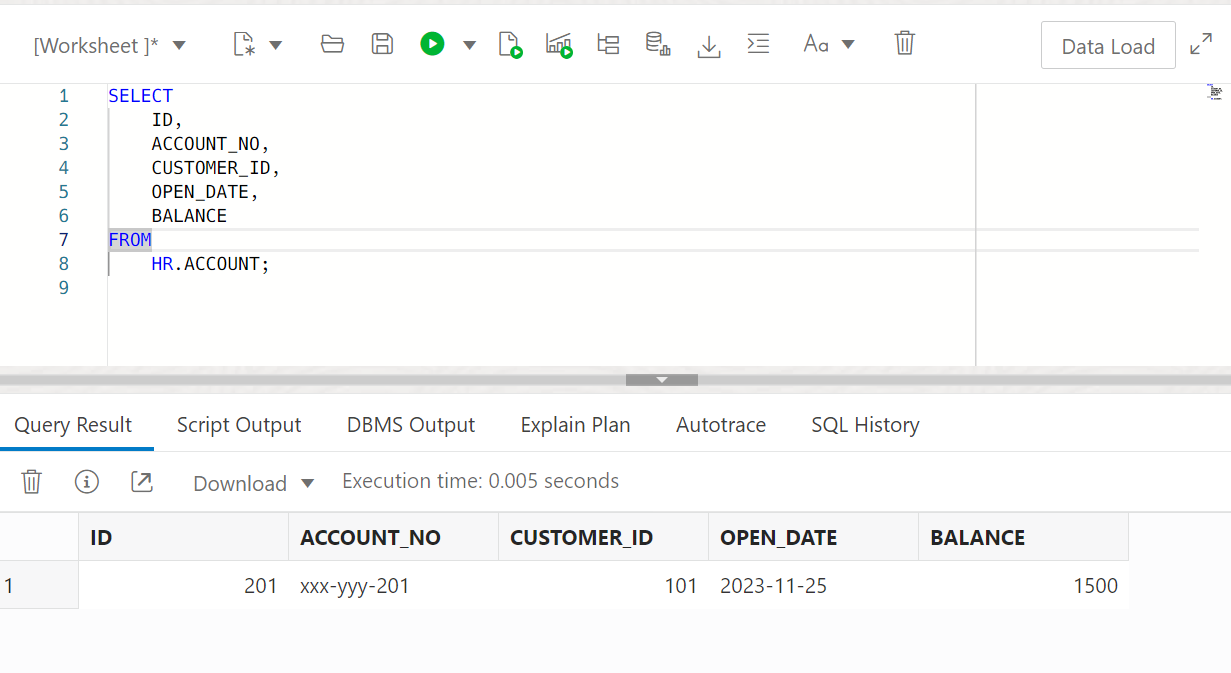 [Worksheet ]* Aa Data Load
1 SELECT
2 ID,
3 ACCOUNT_NO,
4 CUSTOMER_ID,
5 OPEN_DATE,
6 BALANCE
7 FROM
8 HR.ACCOUNT;
9
Query Result Script Output DBMS Output Explain Plan Autotrace SQL History
Download Execution time: 0.005 seconds
ID ACCOUNT_NO CUSTOMER_ID OPEN_DATE BALANCE
1 201 xxx-yyy-201 101 2023-11-25 1500